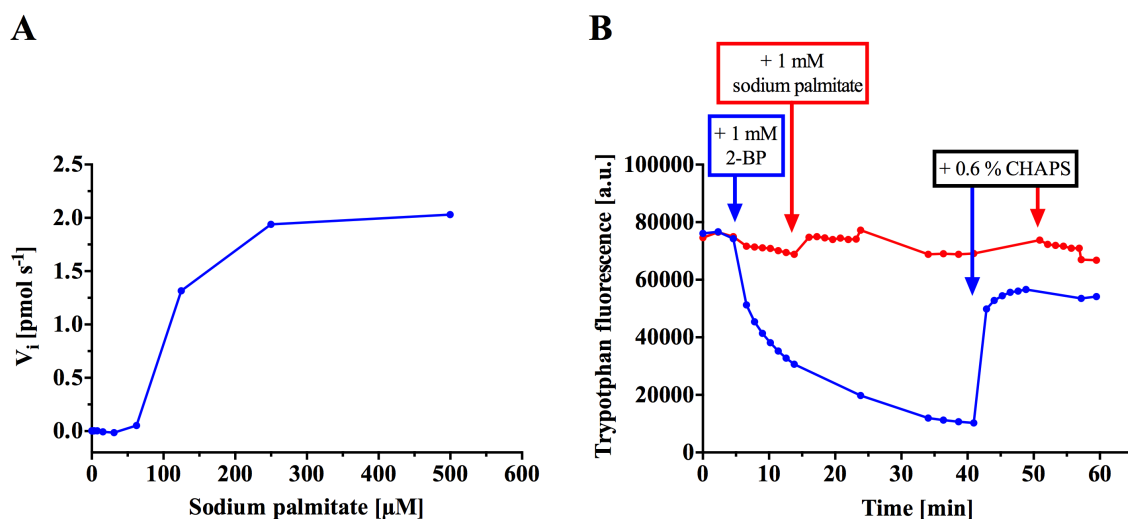 A
B
+ 1 mM
sodium palmitate
+ 1 mM
2-BP
+ 0.6 % CHAPS
2.5
2.0
1.5
1.0
0.5
0.0
Vi [pmol s-1]
0 100 200 300 400 500 600
Sodium palmitate [µM]
100000
80000
60000
40000
20000
0
Trypotphan fluorescence [a.u.]
0 10 20 30 40 50 60
Time [min]